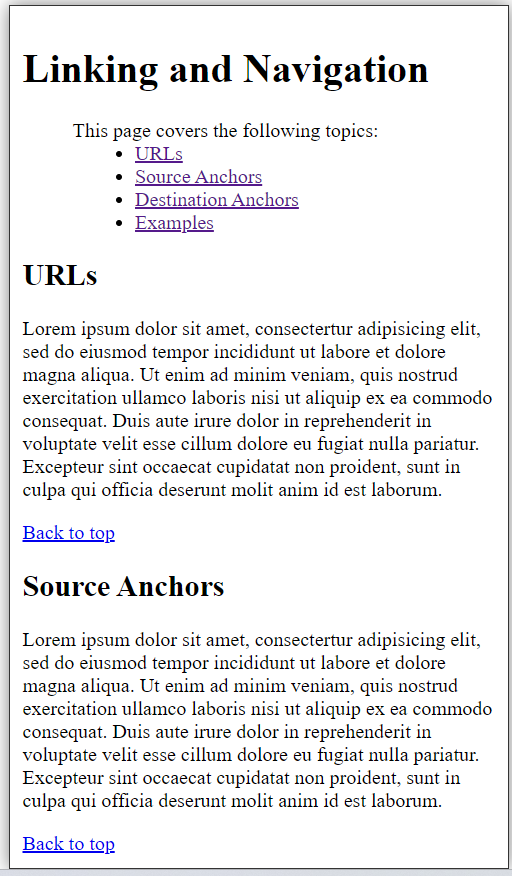 Linking and Navigation
This page covers the following topics:
• URLs
• Source Anchors
• Destination Anchors
• Examples
URLs
Lorem ipsum dolor sit amet, consectertur adipisicing elit,
sed do eiusmod tempor incididunt ut labore et dolore
magna aliqua. Ut enim ad minim veniam, quis nostrud
exercitation ullamco laboris nisi ut aliquip ex ea commodo
consequat. Duis aute irure dolor in reprehenderit in
voluptate velit esse cillum dolore eu fugiat nulla pariatur.
Excepteur sint occaecat cupidatat non proident, sunt in
culpa qui officia deserunt molit anim id est laborum.
Back to top
Source Anchors
Lorem ipsum dolor sit amet, consectertur adipisicing elit,
sed do eiusmod tempor incididunt ut labore et dolore
magna aliqua. Ut enim ad minim veniam, quis nostrud
exercitation ullamco laboris nisi ut aliquip ex ea commodo
consequat. Duis aute irure dolor in reprehenderit in
voluptate velit esse cillum dolore eu fugiat nulla pariatur.
Excepteur sint occaecat cupidatat non proident, sunt in
culpa qui officia deserunt molit anim id est laborum.
Back to top